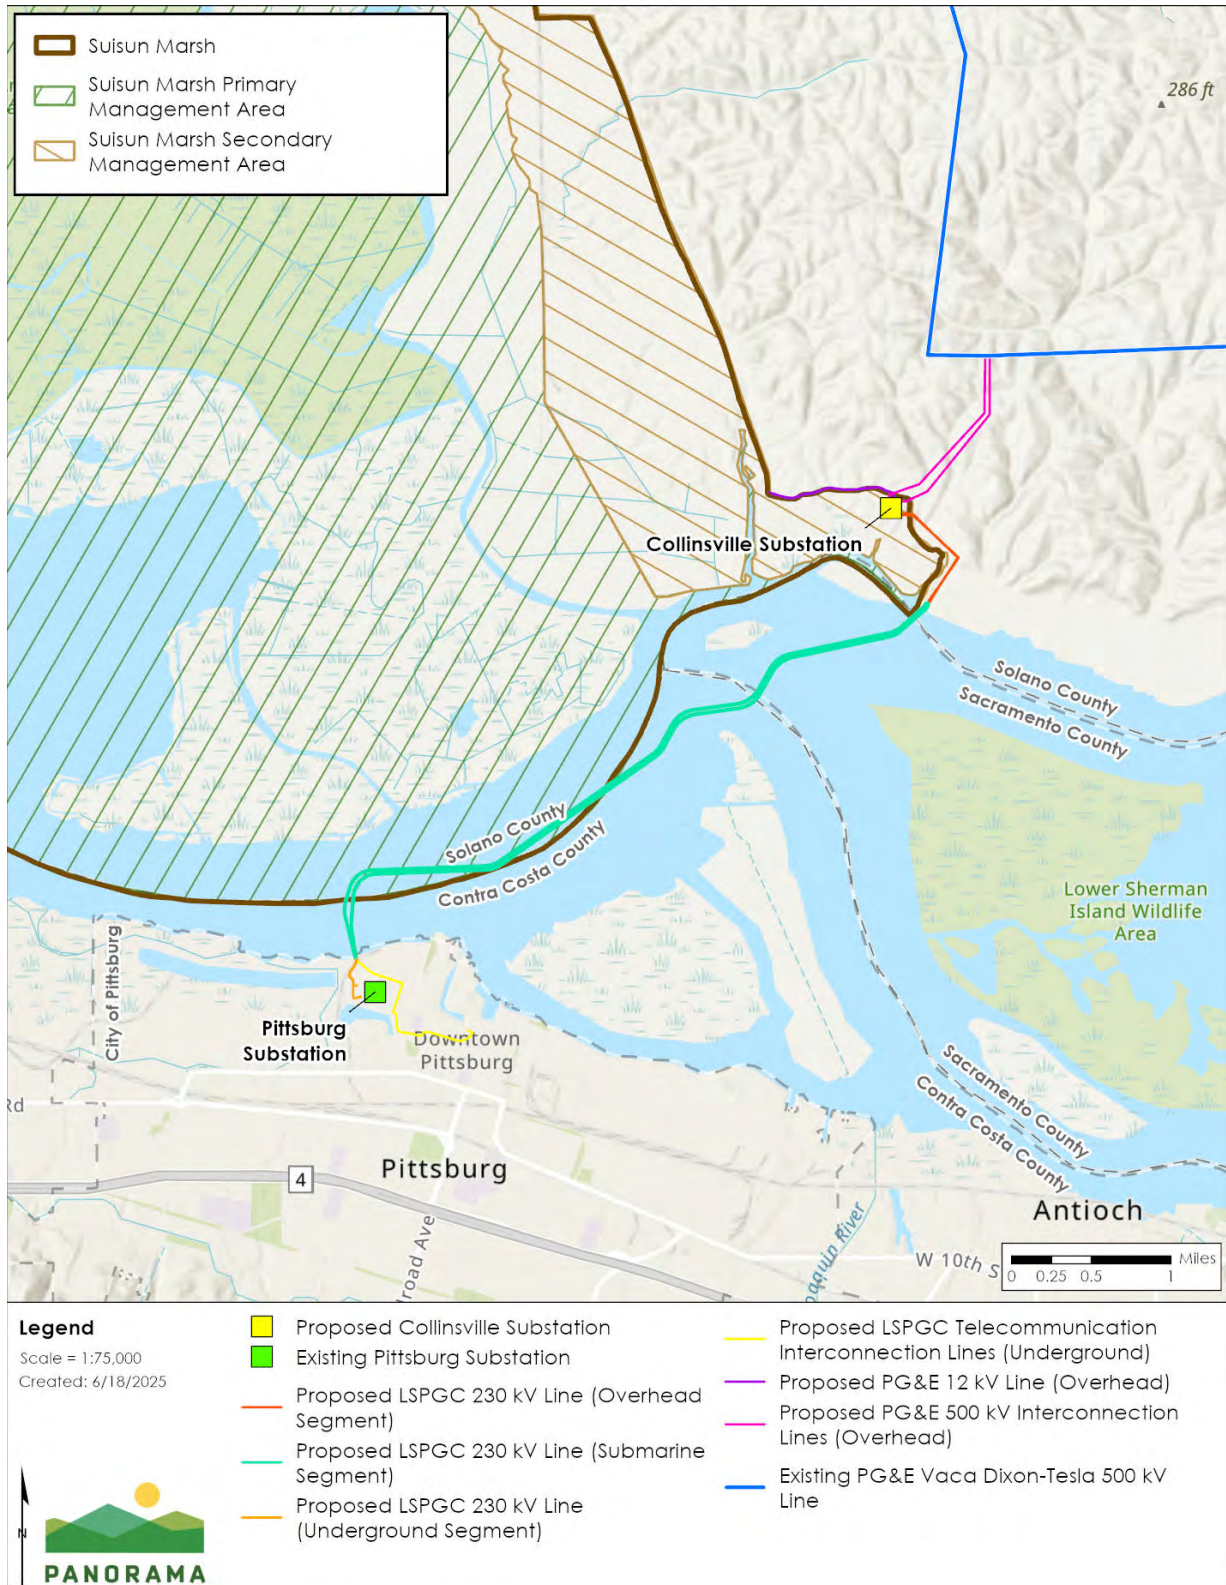 Suisun Marsh
Suisun Marsh Primary
Management Area
Suisun Marsh Secondary
Management Area
286 ft
Collinsville Substation
Solano County
Sacramento County
Solano County
Contra Costa County
Lower Sherman
Island Wildlife
Area
City of Pittsburg
Pittsburg
Substation
Downtown
Pittsburg
Sacramento County
Contra Costa County
Rd
Pittsburg
4
Antioch
road Ave
oaquin River
W 10th S
Miles
0 0.25 0.5 1
Legend
Scale = 1:75,000
Created: 6/18/2025
N
PANORAMA
Proposed Collinsville Substation
Existing Pittsburg Substation
Proposed LSPGC 230 kV Line (Overhead
Segment)
Proposed LSPGC 230 kV Line (Submarine
Segment)
Proposed LSPGC 230 kV Line
(Underground Segment)
Proposed LSPGC Telecommunication
Interconnection Lines (Underground)
Proposed PG&E 12 kV Line (Overhead)
Proposed PG&E 500 kV Interconnection
Lines (Overhead)
Existing PG&E Vaca Dixon-Tesla 500 kV
Line